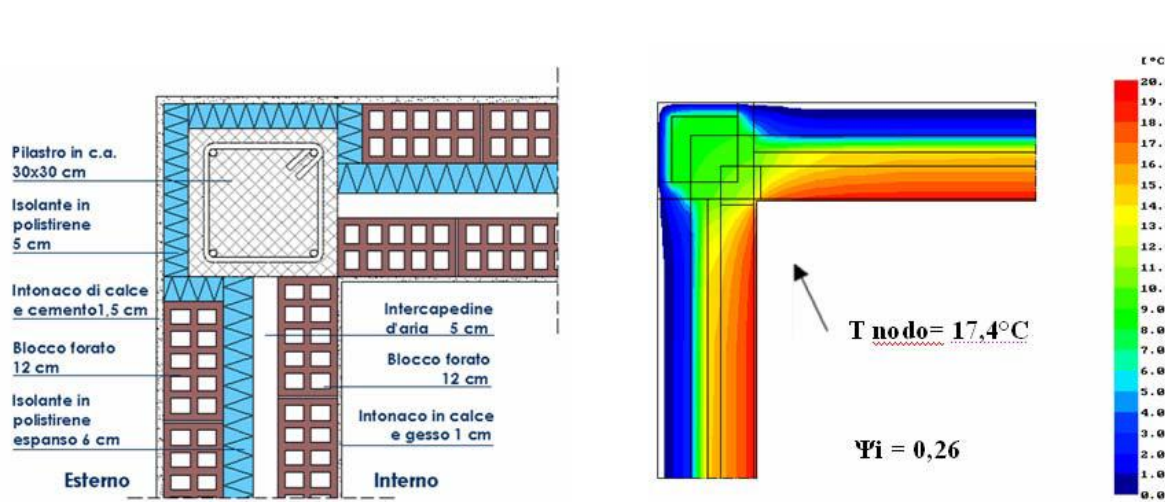 Pilastro in c.a.
30x30 cm
Isolante in
polistirene
5 cm
Intonaco di calce
e cemento1,5 cm
Blocco forato
12 cm
Isolante in
polistirene
espanso 6 cm
Esterno
Intercapedine
d'aria 5 cm
Blocco forato
12 cm
Intonaco in calce
e gesso 1 cm
Interno
T nodo= 17,4°C
Ψi = 0,26
[°C
20.
19.
18.
17.
16.
15.
14.
13.
12.
11.
10.
9.0
8.0
7.0
6.0
5.0
4.0
3.0
2.0
1.0
0.0